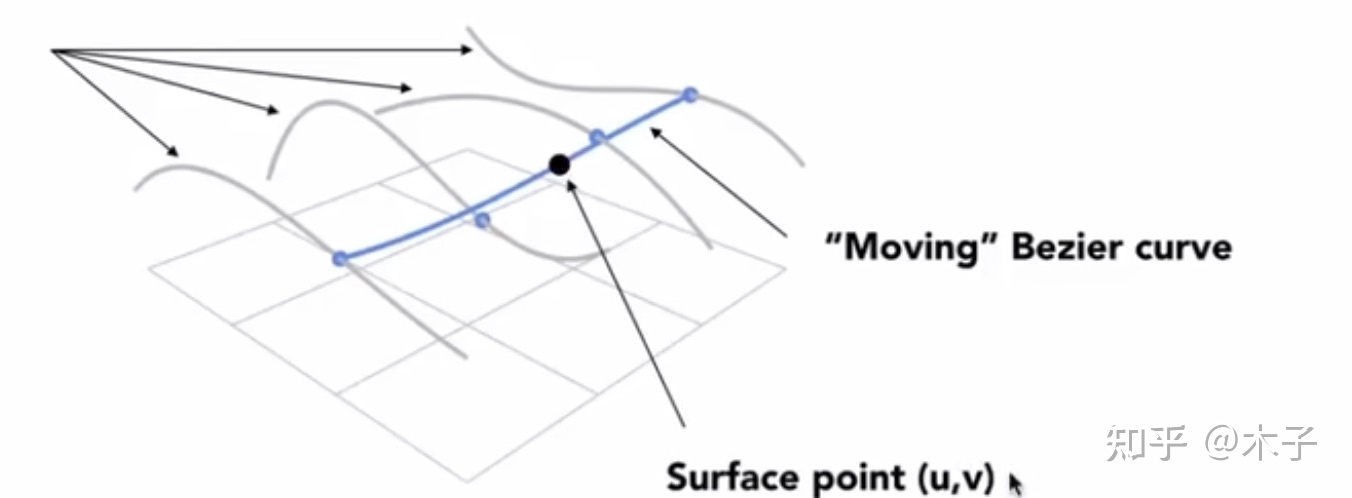 “Moving” Bezier curve
知乎 @木子
Surface point (u,v)